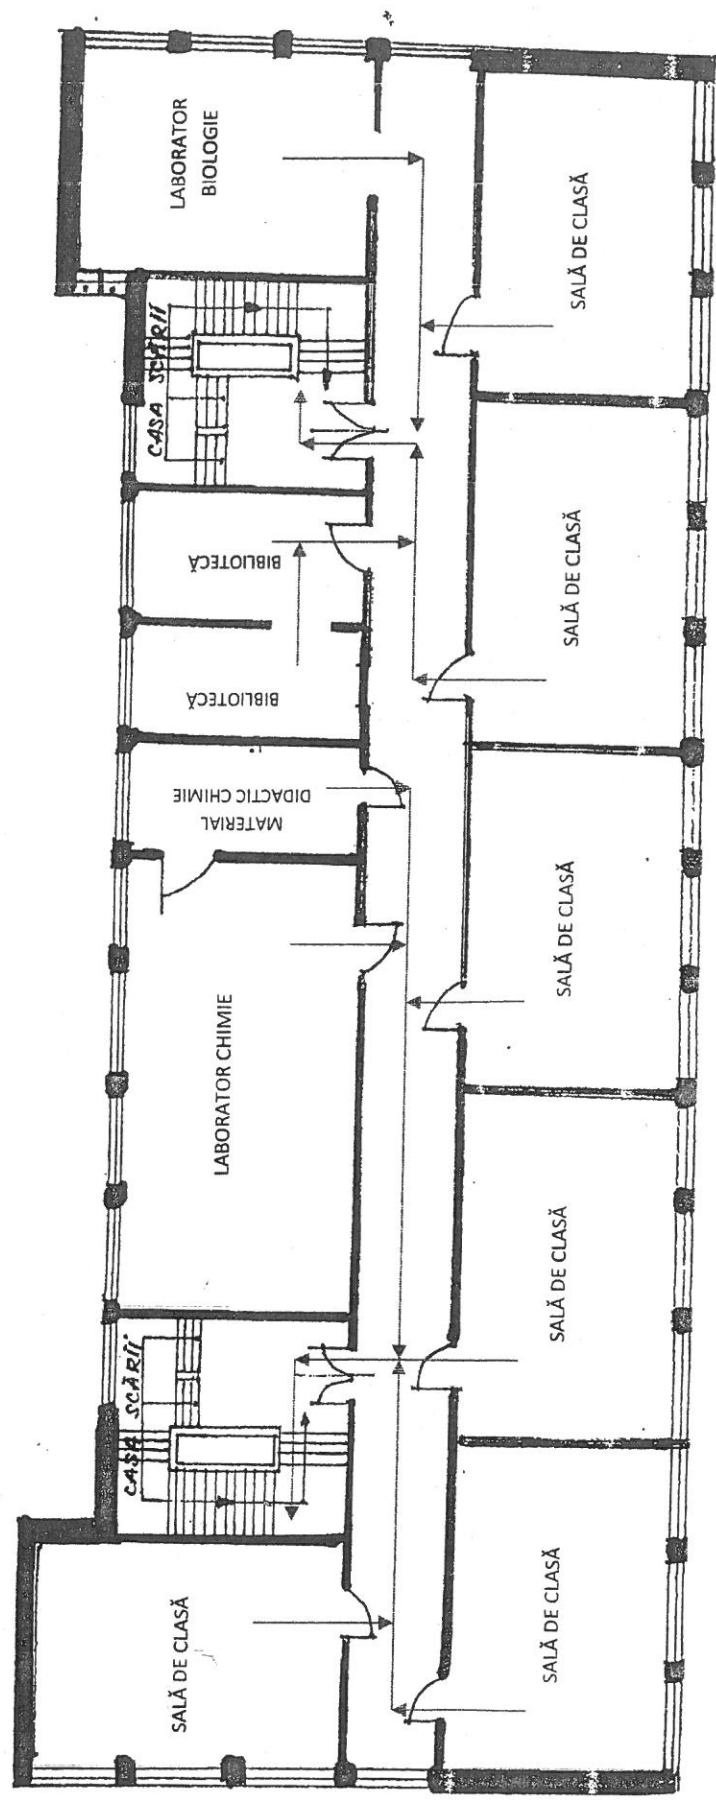 LABORATOR
BIOLOGIE
SALĂ DE CLASĂ
CASA SCĂRII
BIBLIOTECĂ
SALĂ DE CLASĂ
BIBLIOTECĂ
MATERIAL
DIDACTIC CHIMIE
SALĂ DE CLASĂ
LABORATOR CHIMIE
SALĂ DE CLASĂ
CASA SCĂRII
SALĂ DE CLASĂ
SALĂ DE CLASĂ